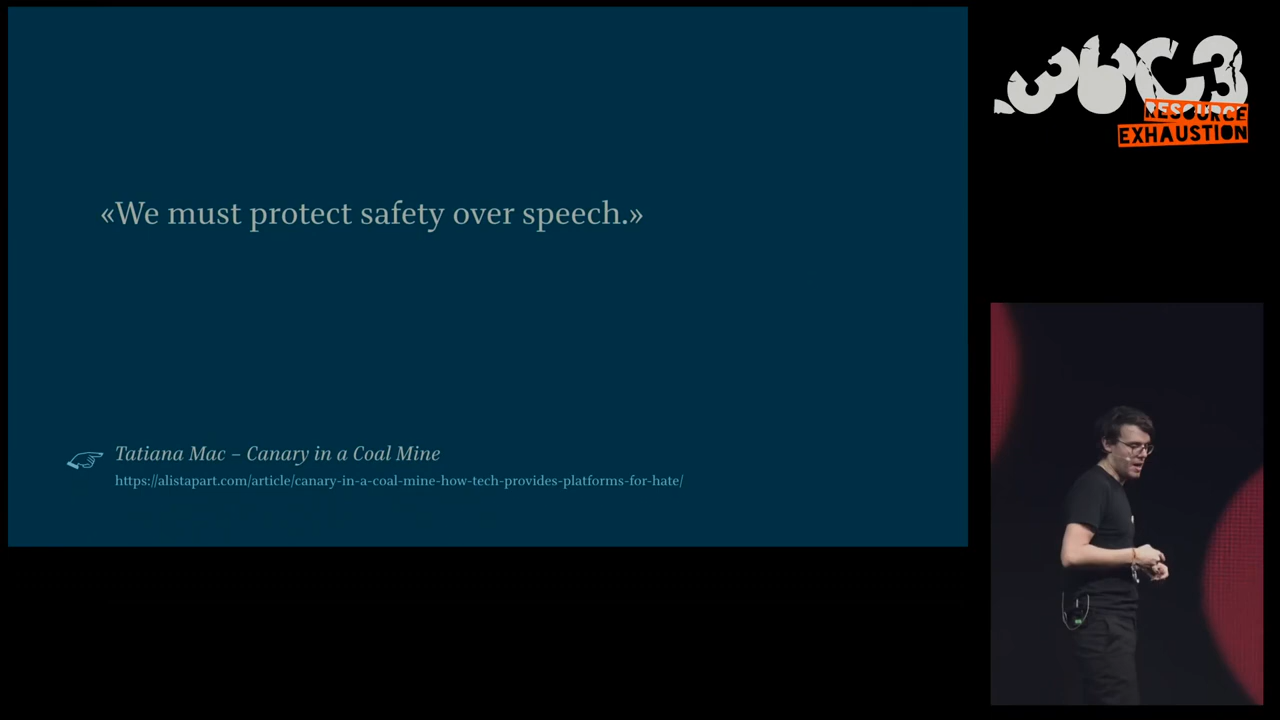 «We must protect safety over speech.»
Tatiana Mac – Canary in a Coal Mine
https://alistapart.com/article/canary-in-a-coal-mine-how-tech-provides-platforms-for-hate/
36C3
RESOURCE
EXHAUSTION